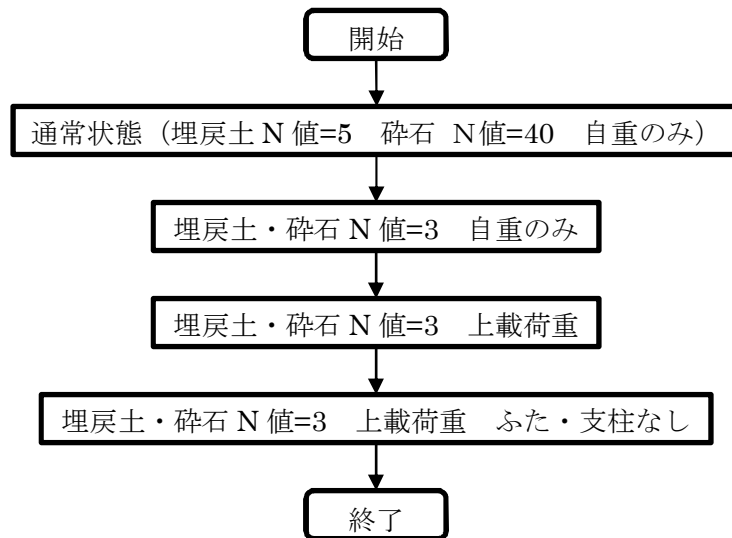 開始
通常状態（埋戻土 N 値=5　砕石 Ｎ値=40　自重のみ）
埋戻土・砕石 N 値=3　自重のみ
埋戻土・砕石 N 値=3　上載荷重
埋戻土・砕石 N 値=3　上載荷重　ふた・支柱なし
終了